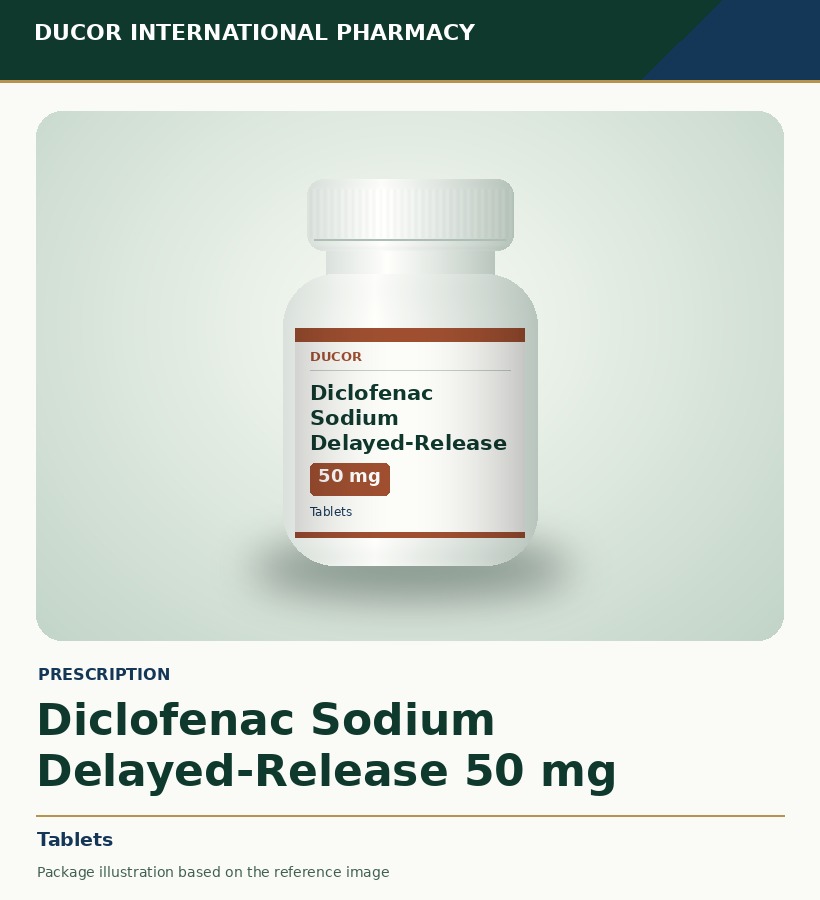 DUCOR INTERNATIONAL PHARMACY
DUCOR
Diclofenac
Sodium
Delayed-Release
50 mg
Tablets
PRESCRIPTION
Diclofenac Sodium
Delayed-Release 50 mg
Tablets
Package illustration based on the reference image